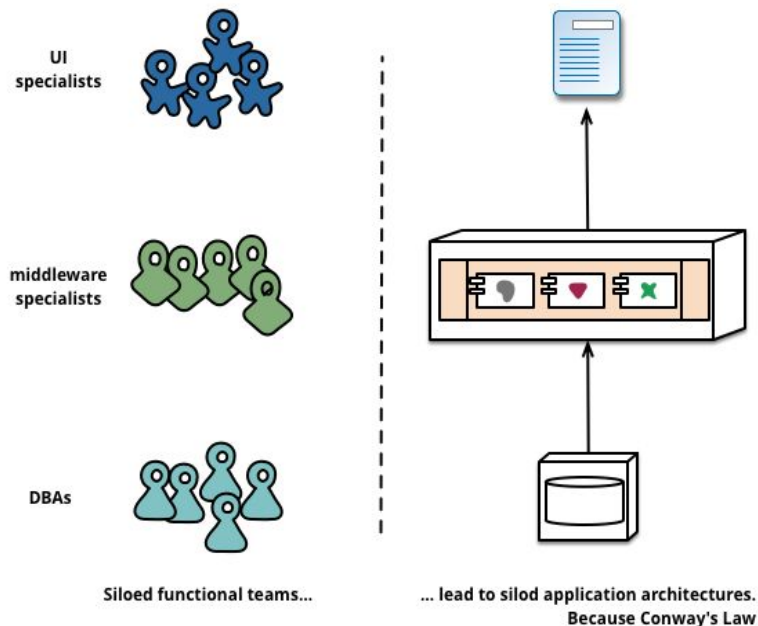 UI
specialists
middleware
specialists
DBAs
Siloed functional teams...
... lead to silod application architectures.
Because Conway's Law